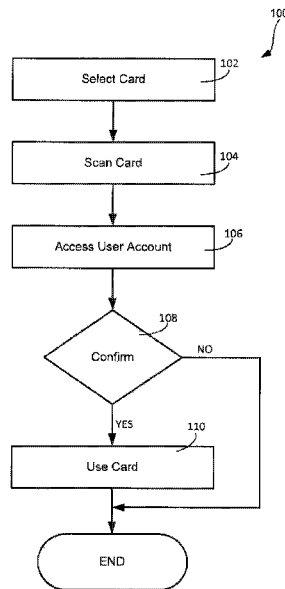 100
Select Card
102
Scan Card
104
Access User Account
106
108
Confirm
NO
YES
110
Use Card
END